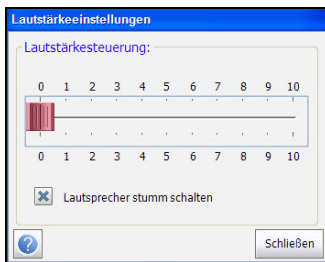 Lautstärkeeinstellungen
Lautstärkesteuerung:
0 1 2 3 4 5 6 7 8 9 10
0 1 2 3 4 5 6 7 8 9 10
Lautsprecher stumm schalten
?
Schließen